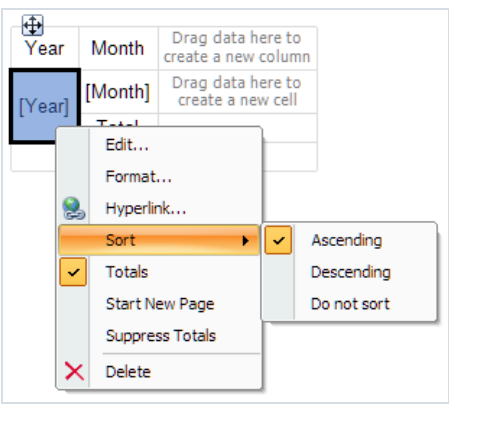 Year
Month
Drag data here to
create a new column
[Year]
[Month]
Drag data here to
create a new cell
Total
Edit...
Format...
Hyperlink...
Sort
Ascending
Totals
Descending
Start New Page
Do not sort
Suppress Totals
Delete